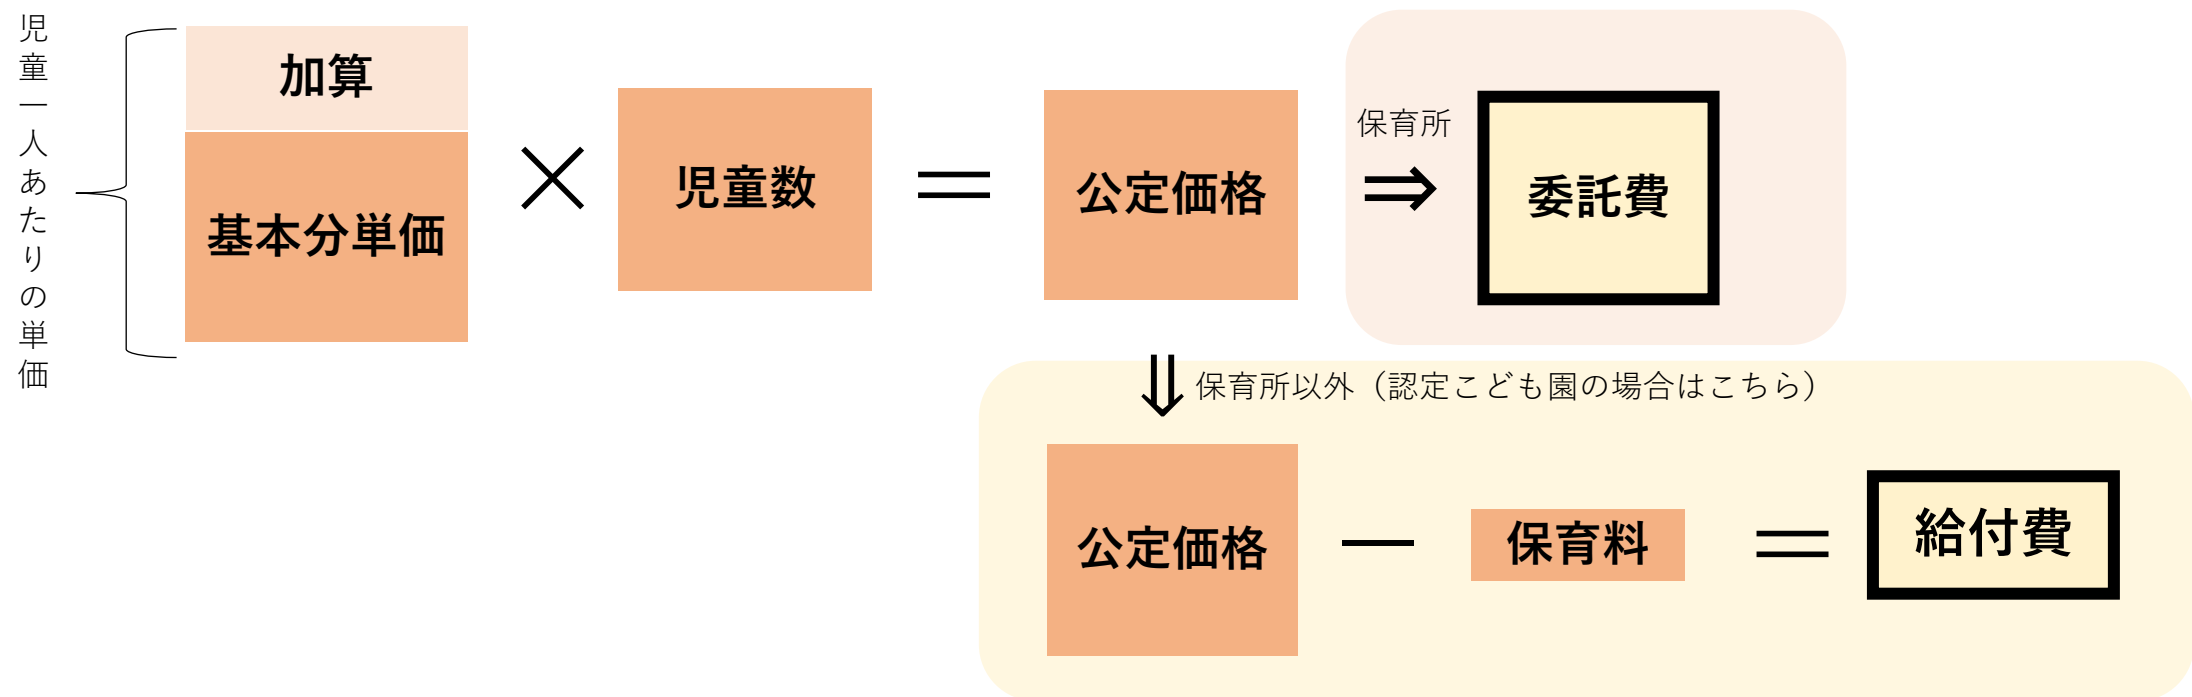 児童一人あたりの単価
加算
基本分単価
×
児童数
＝
公定価格
保育所
⇒
委託費
⇓
保育所以外（認定こども園の場合はこちら）
公定価格
－
保育料
＝
給付費